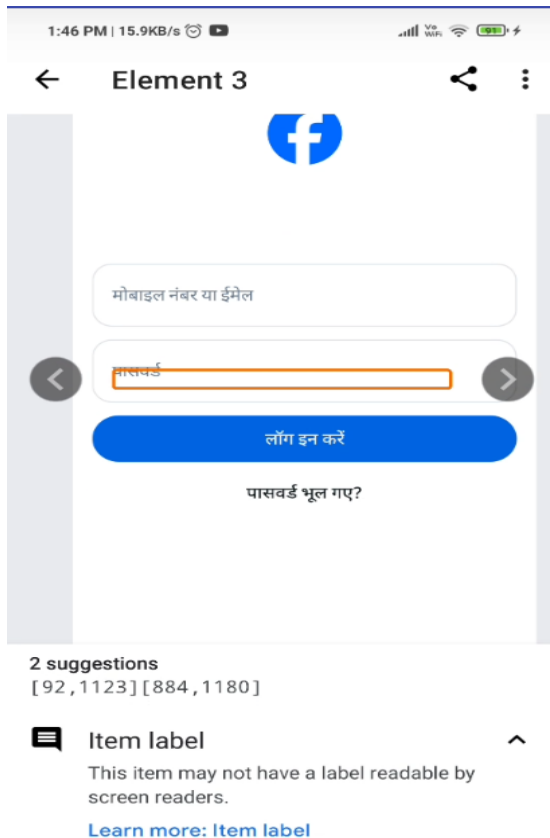 1:46 PM | 15.9KB/s
Vo
WiFi
91
Element 3
मोबाइल नंबर या ईमेल
पासवर्ड
लॉग इन करें
पासवर्ड भूल गए?
2 suggestions
[92,1123][884,1180]
Item label
This item may not have a label readable by
screen readers.
Learn more: Item label